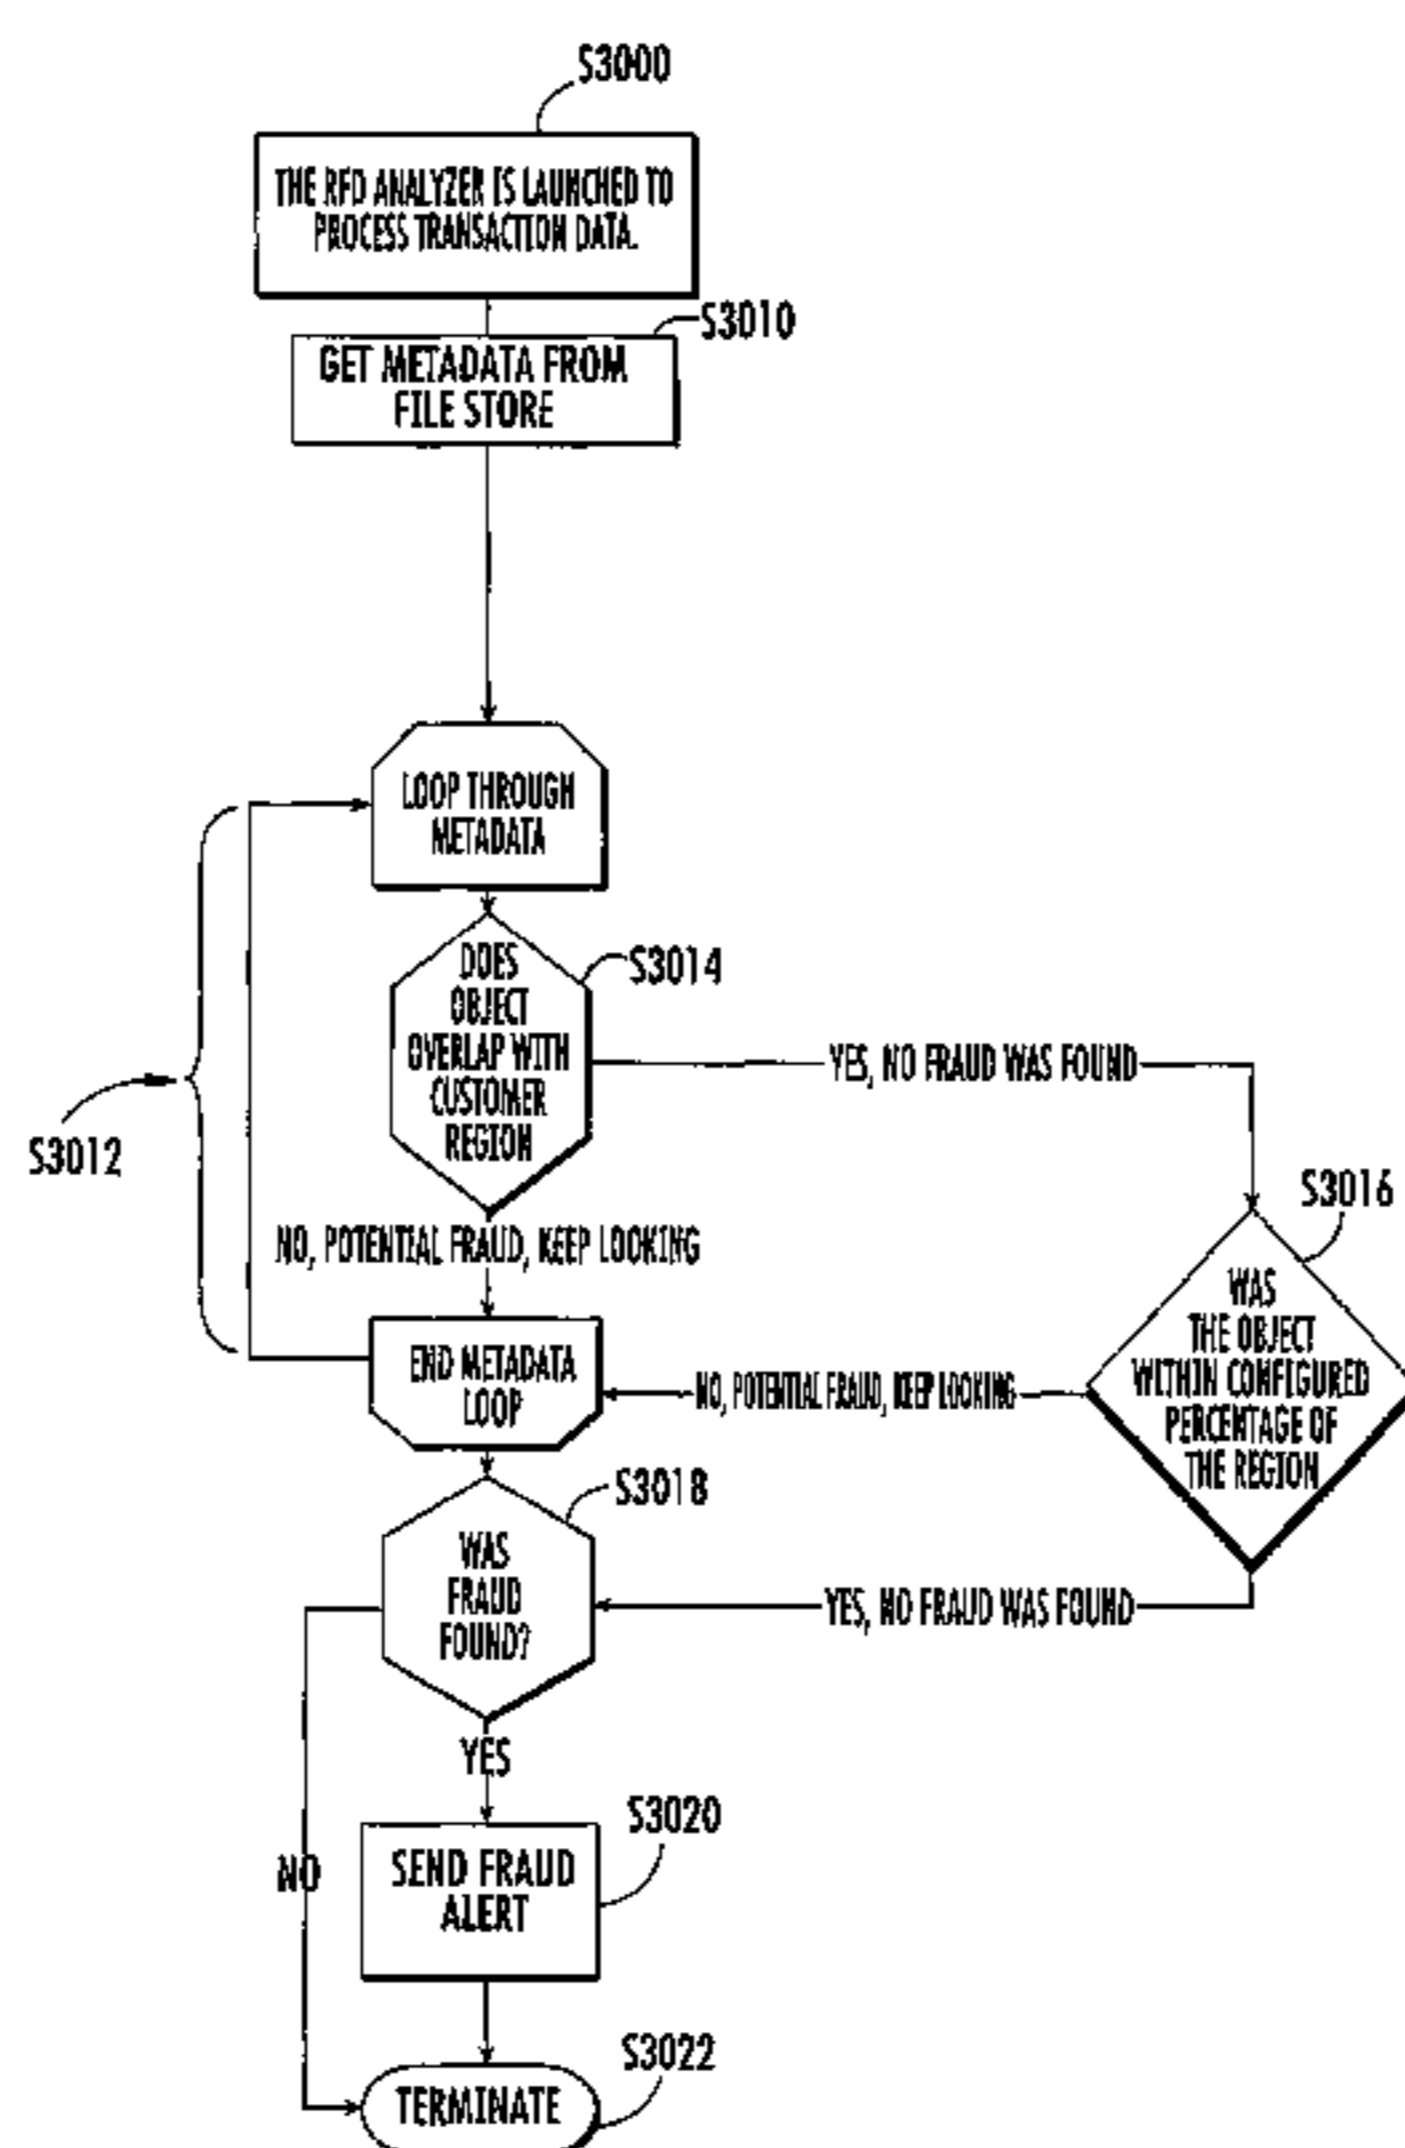 S3000
THE RFD ANALYZER IS LAUNCHED TO
PROCESS TRANSACTION DATA.
S3010
GET METADATA FROM
FILE STORE
LOOP THROUGH
METADATA
S3012
DOES
OBJECT
OVERLAP WITH
CUSTOMER
REGION
S3014
YES, NO FRAUD WAS FOUND
NO, POTENTIAL FRAUD, KEEP LOOKING
S3016
WAS
THE OBJECT
WITHIN CONFIGURED
PERCENTAGE OF
THE REGION
END METADATA
LOOP
NO, POTENTIAL FRAUD, KEEP LOOKING
S3018
WAS
FRAUD
FOUND?
YES, NO FRAUD WAS FOUND
YES
NO
S3020
SEND FRAUD
ALERT
S3022
TERMINATE